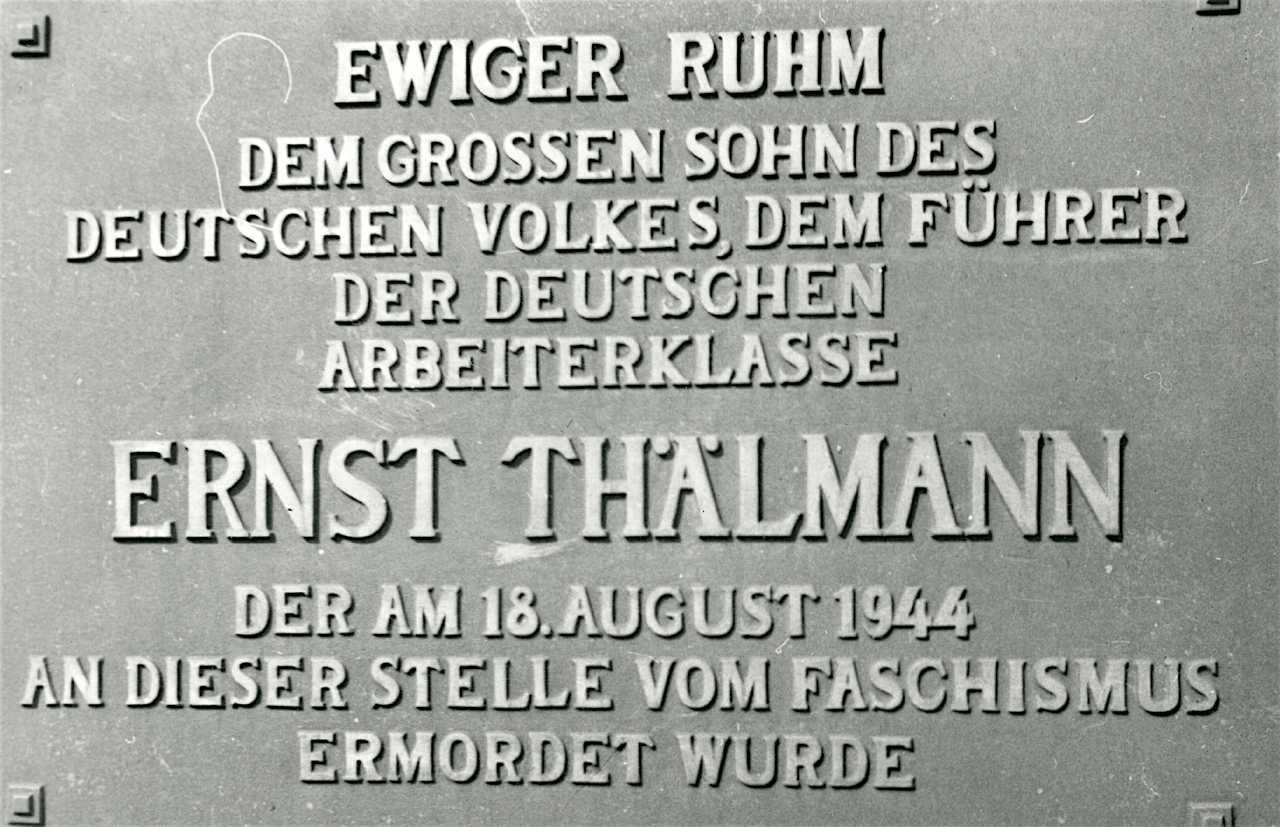 EWIGER RUHM
DEM GROSSEN SOHN DES
DEUTSCHEN VOLKES, DEM FÜHRER
DER DEUTSCHEN
ARBEITERKLASSE
ERNST THÄLMANN
DER AM 18. AUGUST 1944
AN DIESER STELLE VOM FASCHISMUS
ERMORDET WURDE